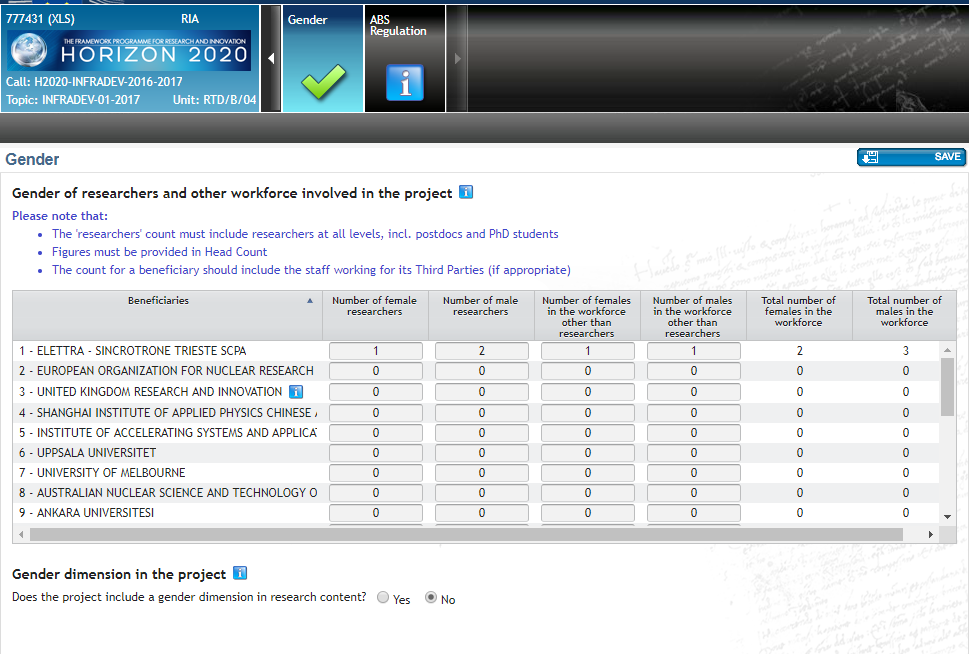 777431 (XLS) RIA
THE FRAMEWORK PROGRAMME FOR RESEARCH AND INNOVATION
HORIZON 2020
Call: H2020-INFRADEV-2016-2017
Topic: INFRADEV-01-2017 Unit: RTD/B/04
Gender
ABS
Regulation
Gender
SAVE
Gender of researchers and other workforce involved in the project
Please note that:
• The 'researchers' count must include researchers at all levels, incl. postdocs and PhD students
• Figures must be provided in Head Count
• The count for a beneficiary should include the staff working for its Third Parties (if appropriate)
Beneficiaries
Number of female
researchers
Number of male
researchers
Number of females
in the workforce
other than
researchers
Number of males
in the workforce
other than
researchers
Total number of
females in the
workforce
Total number of
males in the
workforce
1 - ELETTRA - SINCROTRONE TRIESTE SCPA 1 2 1 1 2 3
2 - EUROPEAN ORGANIZATION FOR NUCLEAR RESEARCH 0 0 0 0 0 0
3 - UNITED KINGDOM RESEARCH AND INNOVATION 0 0 0 0 0 0
4 - SHANGHAI INSTITUTE OF APPLIED PHYSICS CHINESE 0 0 0 0 0 0
5 - INSTITUTE OF ACCELERATING SYSTEMS AND APPLICAT 0 0 0 0 0 0
6 - UPPSALA UNIVERSITET 0 0 0 0 0 0
7 - UNIVERSITY OF MELBOURNE 0 0 0 0 0 0
8 - AUSTRALIAN NUCLEAR SCIENCE AND TECHNOLOGY O 0 0 0 0 0 0
9 - ANKARA UNIVERSITESI 0 0 0 0 0 0
Gender dimension in the project
Does the project include a gender dimension in research content? Yes No